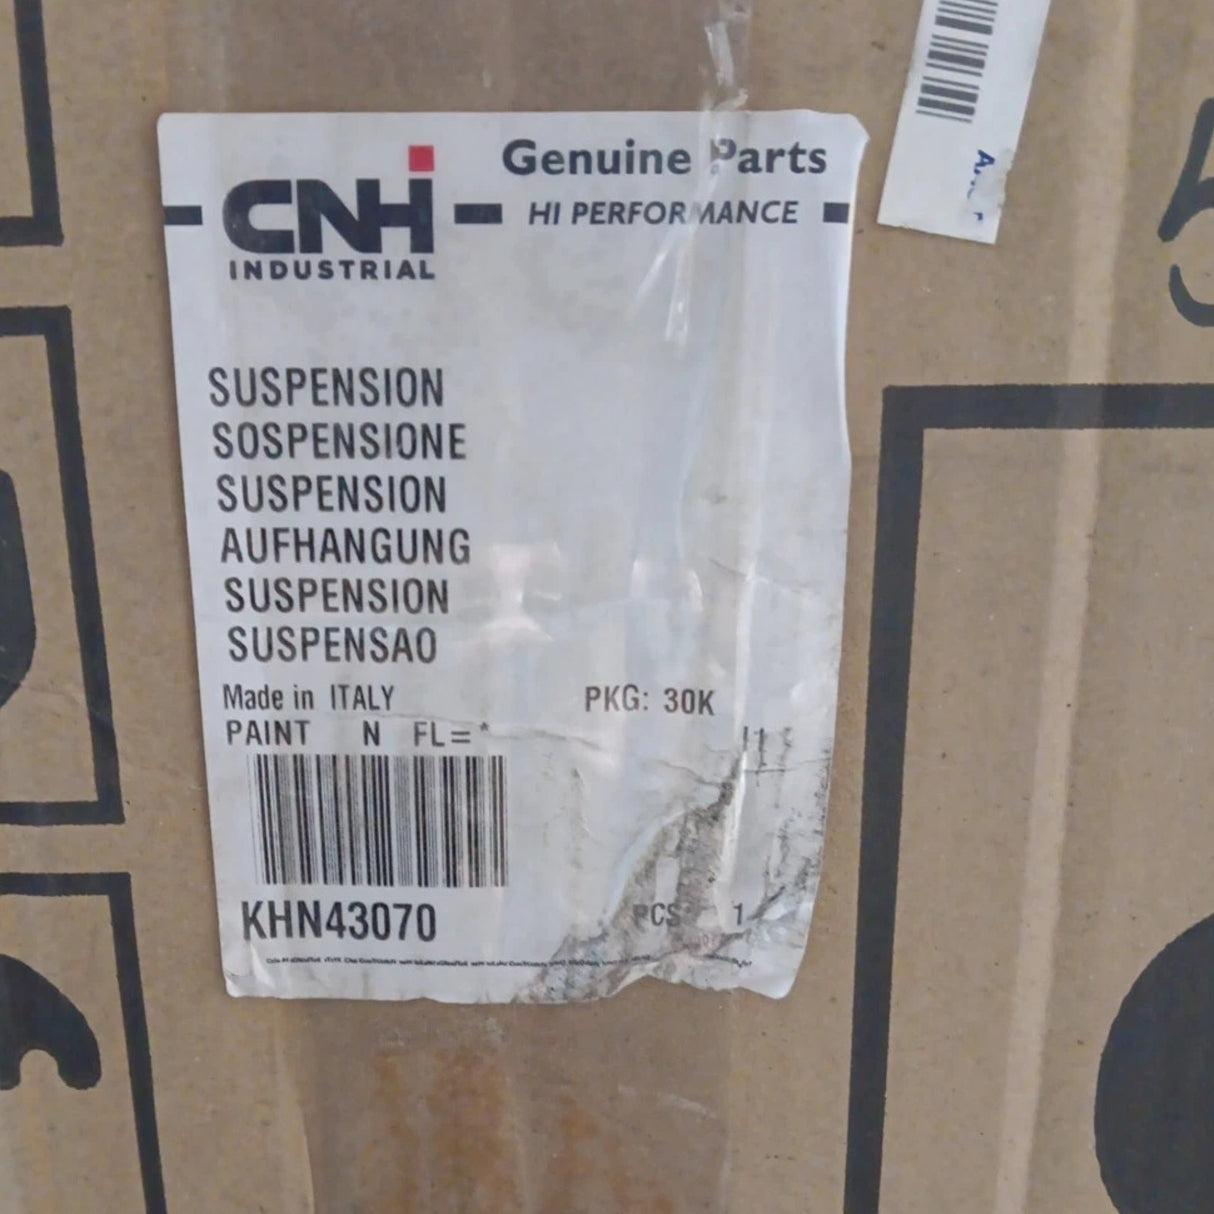 CNH
INDUSTRIAL
Genuine Parts
HI PERFORMANCE
SUSPENSION
SOSPENSIONE
SUSPENSION
AUFHANGUNG
SUSPENSION
SUSPENSAO
Made in ITALY PKG: 30K
PAINT N FL=*
KHN43070 PCS 1
5